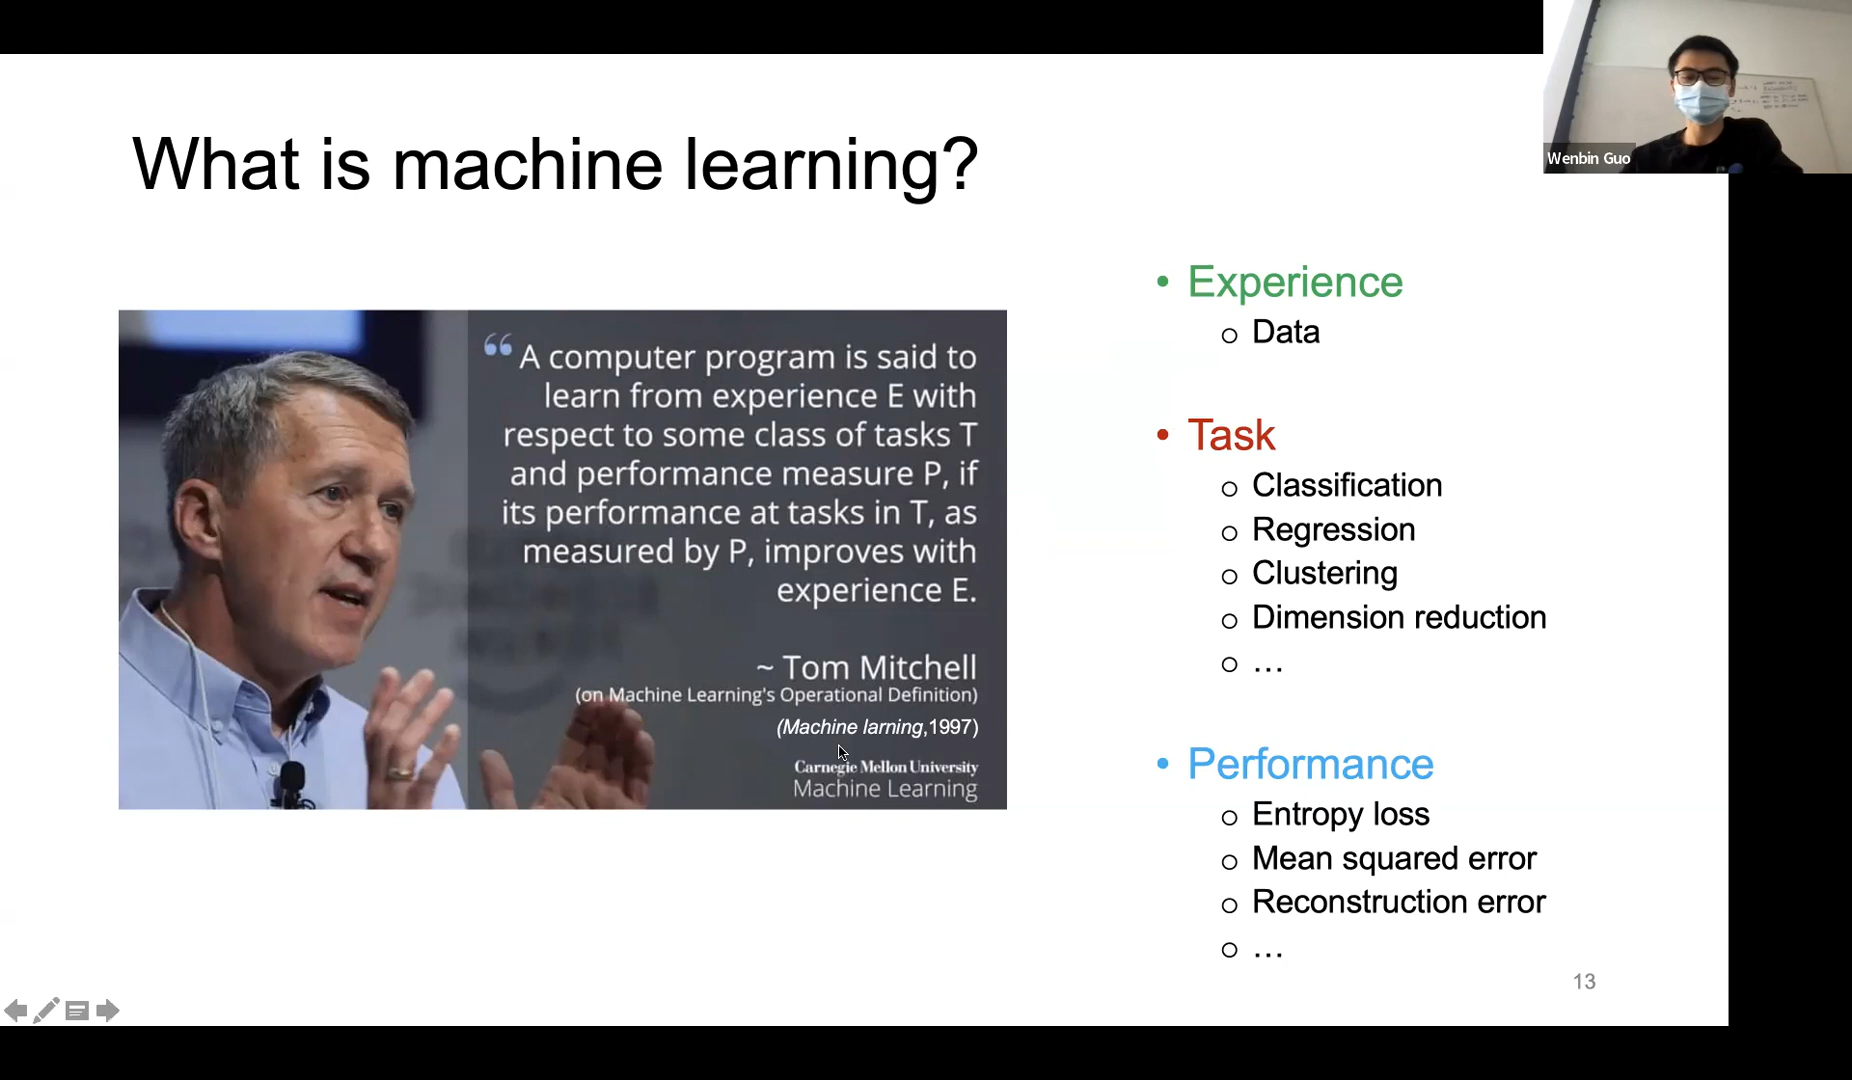 Wenbin Guo
What is machine learning?
“ A computer program is said to
learn from experience E with
respect to some class of tasks T
and performance measure P, if
its performance at tasks in T, as
measured by P, improves with
experience E.
~ Tom Mitchell
(on Machine Learning's Operational Definition)
(Machine larning,1997)
Carnegie Mellon University
Machine Learning
• Experience
o Data
• Task
o Classification
o Regression
o Clustering
o Dimension reduction
o …
• Performance
o Entropy loss
o Mean squared error
o Reconstruction error
o …
13